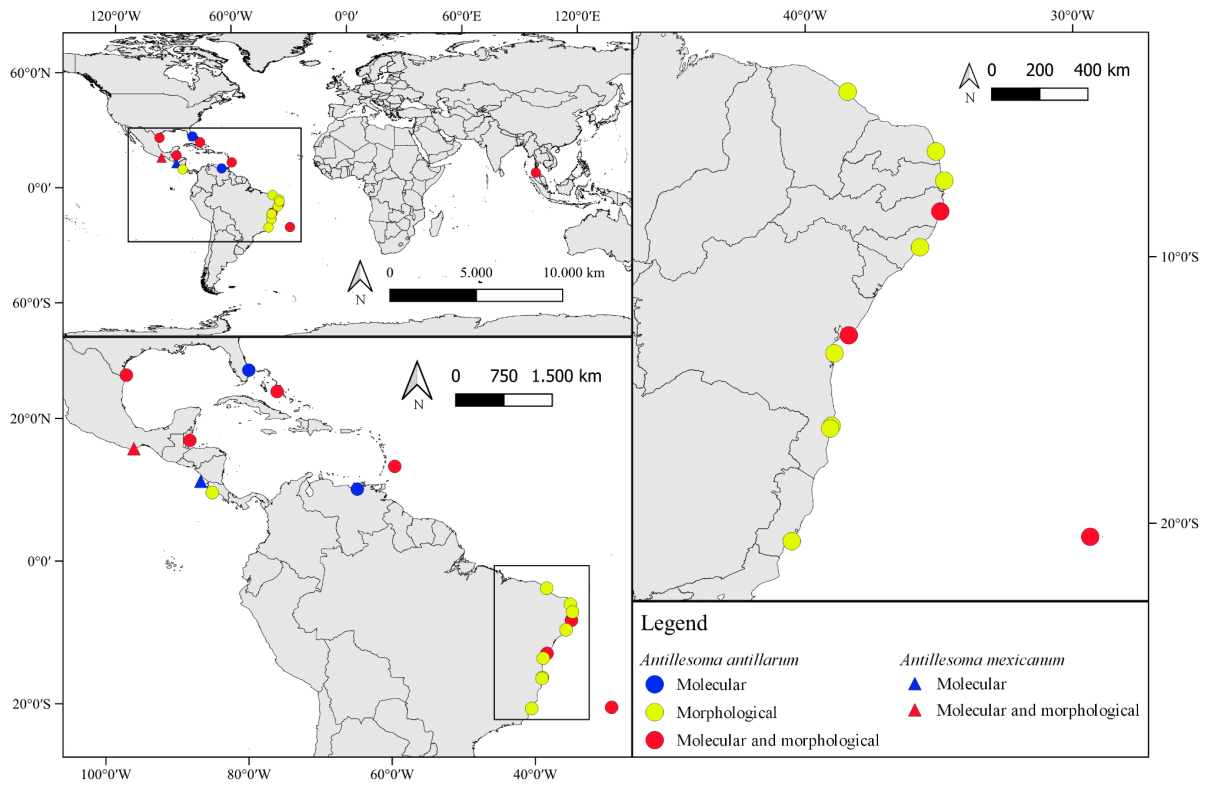 120°0'W 60°0'W 0°0' 60°0'E 120°0'E
40°0'W 30°0'W
60°0'N
0°0'
60°0'S
N
0 5.000 10.000 km
N
0 200 400 km
10°0'S
20°0'S
N
0 750 1.500 km
20°0'N
0°0'
20°0'S
100°0'W 80°0'W 60°0'W 40°0'W
Legend
Antillesoma antillarum
Molecular
Morphological
Molecular and morphological
Antillesoma mexicanum
Molecular
Molecular and morphological